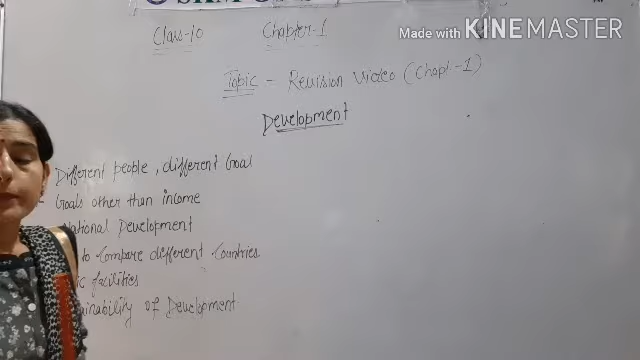 Made with KINEMASTER
Class-10 Chapter-1
Topic - Revision Video (Chapt-1)
Development
Different people, different Goal
Goals other than income
National Development
to Compare different Countries
facilities
of Development